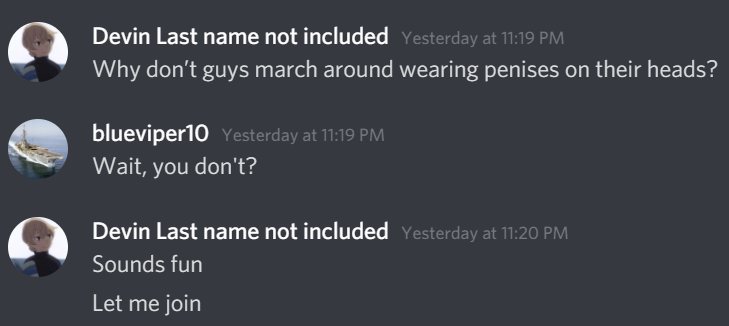 Devin Last name not included Yesterday at 11:19 PM
Why don’t guys march around wearing penises on their heads?
blueviper10 Yesterday at 11:19 PM
Wait, you don't?
Devin Last name not included Yesterday at 11:20 PM
Sounds fun
Let me join